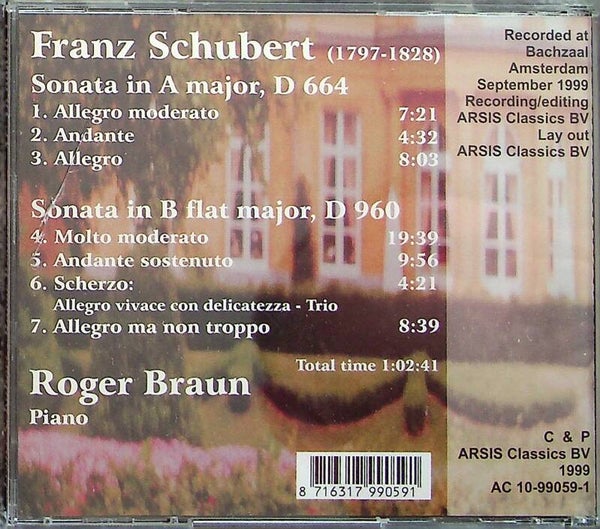 Franz Schubert (1797-1828)
Sonata in A major, D 664
1. Allegro moderato 7:21
2. Andante 4:32
3. Allegro 8:03
Sonata in B flat major, D 960
4. Molto moderato 19:39
5. Andante sostenuto 9:56
6. Scherzo: 4:21
Allegro vivace con delicatezza - Trio
7. Allegro ma non troppo 8:39
Total time 1:02:41
Roger Braun
Piano
Recorded at
Bachzaal
Amsterdam
September 1999
Recording/editing
ARSIS Classics BV
Lay out
ARSIS Classics BV
C & P
ARSIS Classics BV
1999
AC 10-99059-1
8 716317 990591